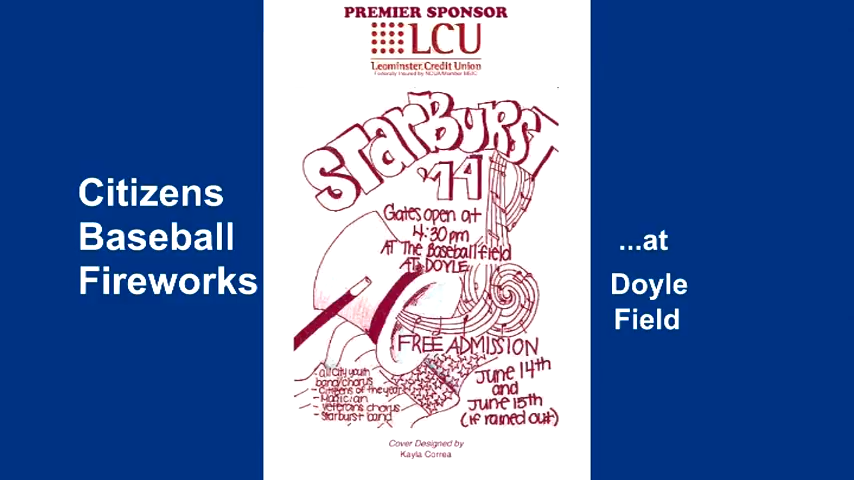 PREMIER SPONSOR
LCU
Leominster Credit Union
Federally Insured by NCUA/Member MSIC
STARBURST
'14
Gates open at
4:30 pm
AT The Baseball field
AT DOYLE
FREE ADMISSION
- all city youth
band/chorus
- Citizens of the year
- Magician
- Veterans chorus
- Starburst band
June 14th
and
June 15th
(if rained out)
Cover Designed by
Kayla Correa
Citizens
Baseball
Fireworks
...at
Doyle
Field